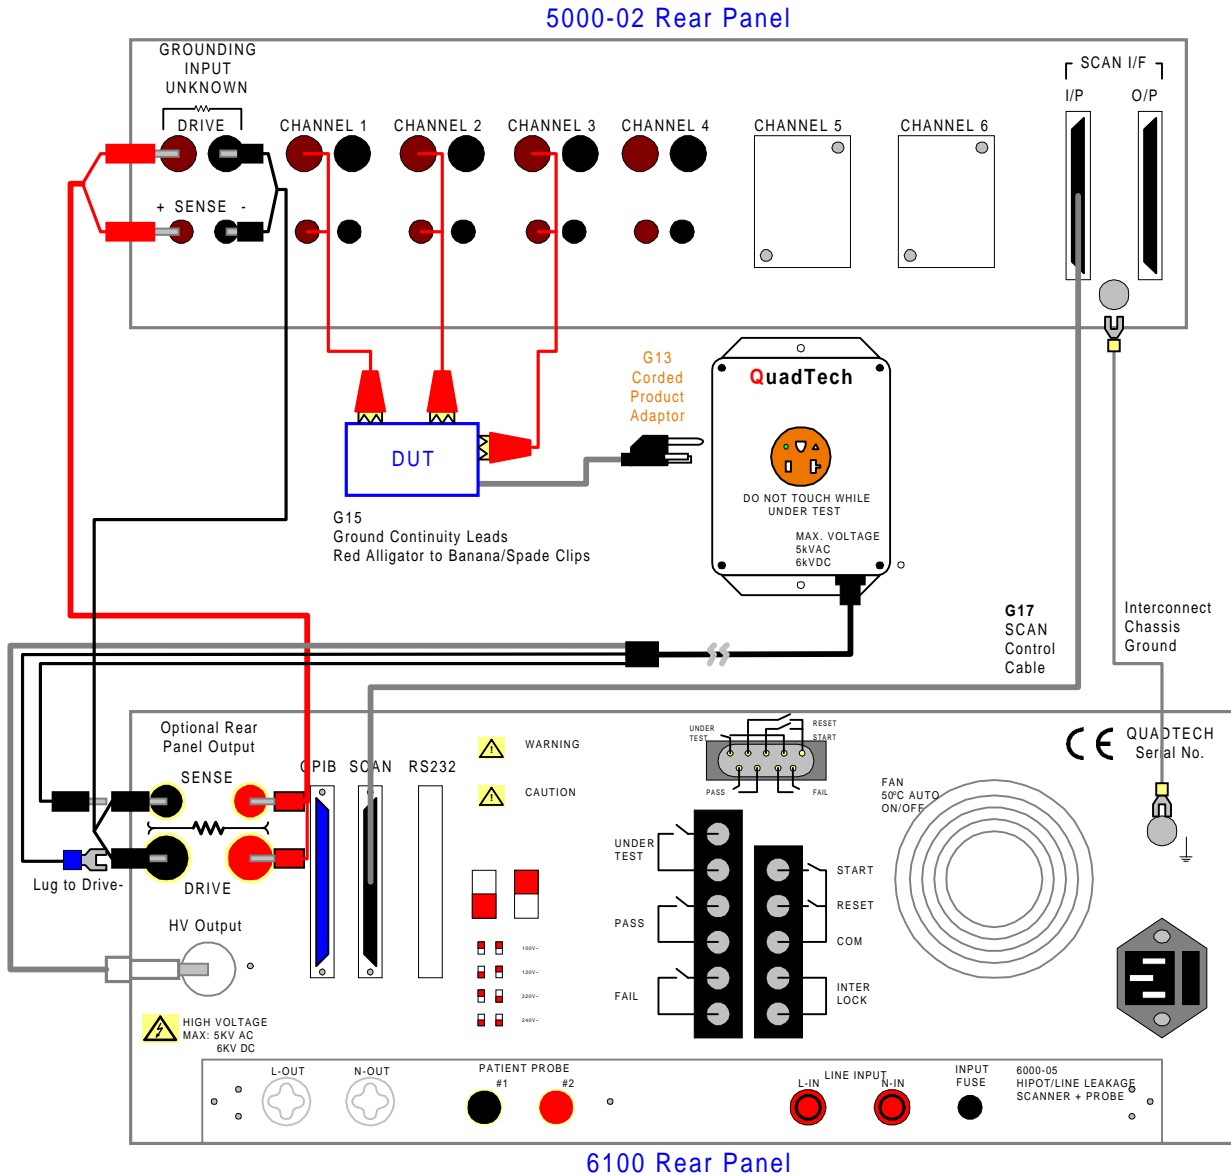 5000-02 Rear Panel
GROUNDING
INPUT
UNKNOWN
DRIVE
+ SENSE -
CHANNEL 1
CHANNEL 2
CHANNEL 3
CHANNEL 4
CHANNEL 5
CHANNEL 6
SCAN I/F
I/P
O/P
G13
Corded
Product
Adaptor
QuadTech
DO NOT TOUCH WHILE
UNDER TEST
MAX. VOLTAGE
5kVAC
6kVDC
DUT
G15
Ground Continuity Leads
Red Alligator to Banana/Spade Clips
G17
SCAN
Control
Cable
Interconnect
Chassis
Ground
Optional Rear
Panel Output
SENSE
DRIVE
Lug to Drive-
HV Output
HIGH VOLTAGE
MAX: 5KV AC
6KV DC
GPIB
SCAN
RS232
! WARNING
! CAUTION
100V~
120V~
220V~
240V~
UNDER
TEST
RESET
START
PASS
FAIL
UNDER
TEST
PASS
FAIL
START
RESET
COM
INTER
LOCK
FAN
50ºC AUTO
ON/OFF
CE
QUADTECH
Serial No.
L-OUT
N-OUT
PATIENT PROBE
#1
#2
LINE INPUT
L-IN
N-IN
INPUT
FUSE
6000-05
HIPOT/LINE LEAKAGE
SCANNER + PROBE
6100 Rear Panel